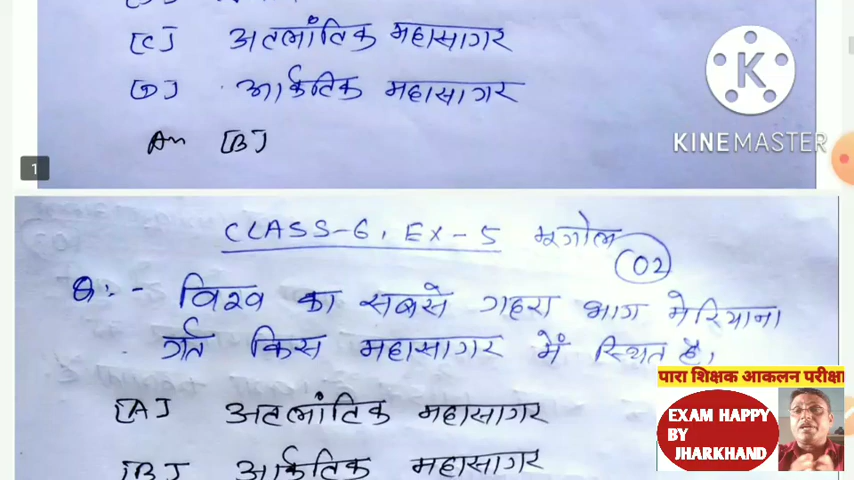 [C] अटलांटिक महासागर
[D] आर्कटिक महासागर
Ans [B]
KINEMASTER
1
CLASS-6, EX-5 भूगोल
02
Q:- विश्व का सबसे गहरा भाग मेरियाना
गर्त किस महासागर में स्थित है।
पारा शिक्षक आकलन परीक्षा
EXAM HAPPY
BY
JHARKHAND
[A] अटलांटिक महासागर
[B] आर्कटिक महासागर